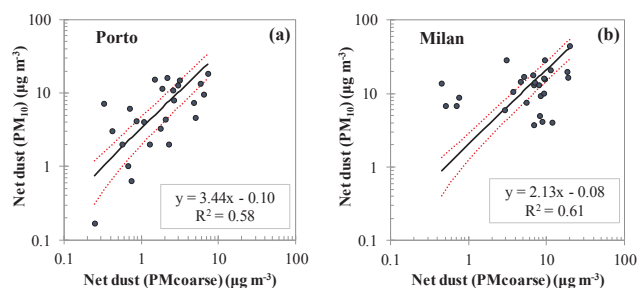 Porto
(a)
Net dust (PM10) (µg m-3)
100
10
1
0.1
y = 3.44x - 0.10
R2 = 0.58
0.1
1
10
100
Net dust (PMcoarse) (µg m-3)
Milan
(b)
Net dust (PM10) (µg m-3)
100
10
1
0.1
y = 2.13x - 0.08
R2 = 0.61
0.1
1
10
100
Net dust (PMcoarse) (µg m-3)